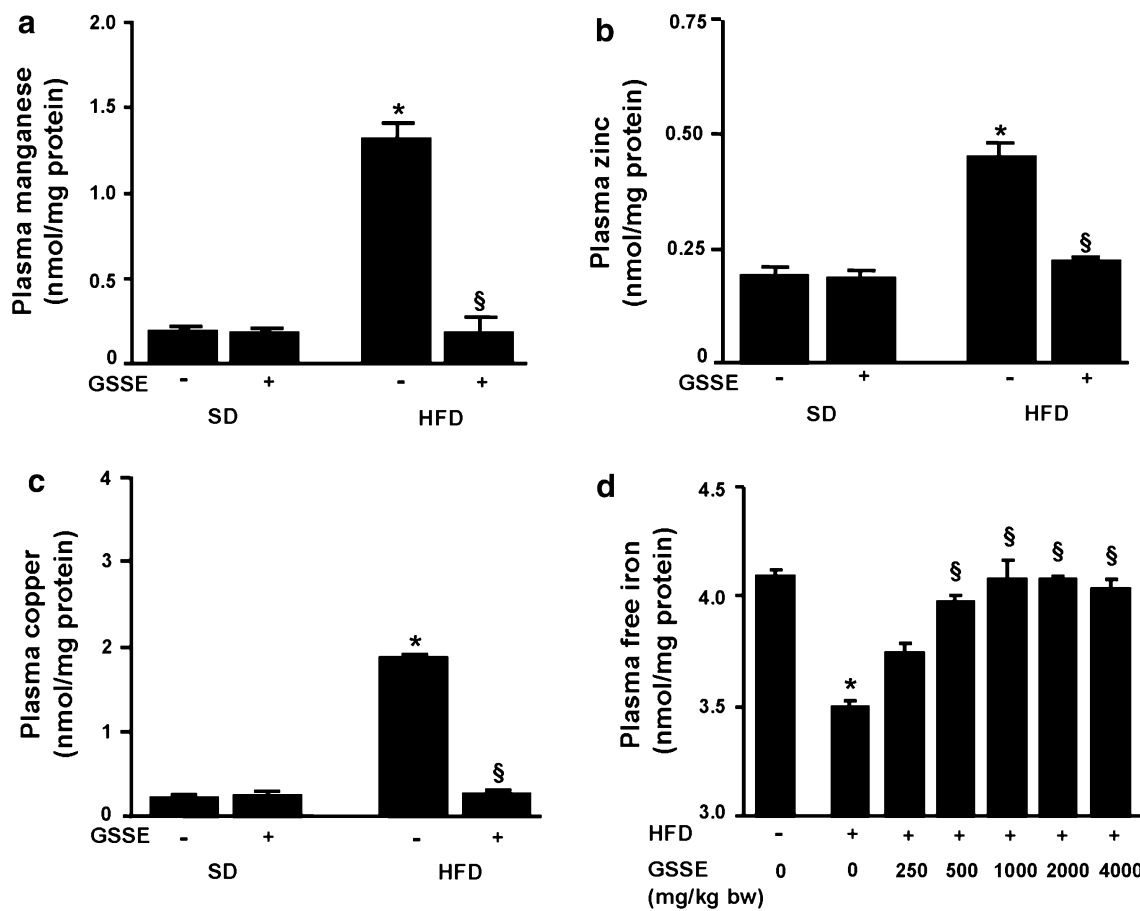 a
Plasma manganese
(nmol/mg protein)
2.0
1.5
1.0
0.5
0
*
§
GSSE - + - +
SD HFD
b
Plasma zinc
(nmol/mg protein)
0.75
0.50
0.25
0
*
§
GSSE - + - +
SD HFD
c
Plasma copper
(nmol/mg protein)
4
3
2
1
0
*
§
GSSE - + - +
SD HFD
d
Plasma free iron
(nmol/mg protein)
4.5
4.0
3.5
3.0
* § § § §
HFD - + + + + + +
GSSE 0 0 250 500 1000 2000 4000
(mg/kg bw)